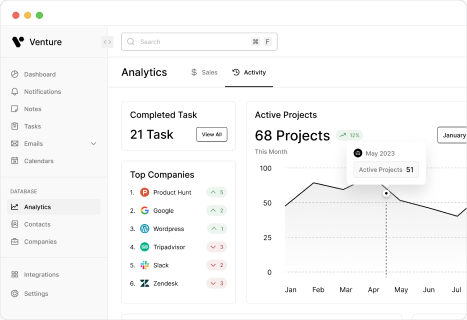 Venture
Search
⌘ F
Dashboard
Notifications
Notes
Tasks
Emails
Calendars
DATABASE
Analytics
Contacts
Companies
Integrations
Settings
Analytics
Sales
Activity
Completed Task
21 Task
View All
Top Companies
1. Product Hunt 5
2. Google 2
3. Wordpress 1
4. Tripadvisor 3
5. Slack 2
6. Zendesk 3
Active Projects
68 Projects
12%
January
This Month
May 2023
Active Projects 51
100
50
25
0
Jan Feb Mar Apr May Jun Jul